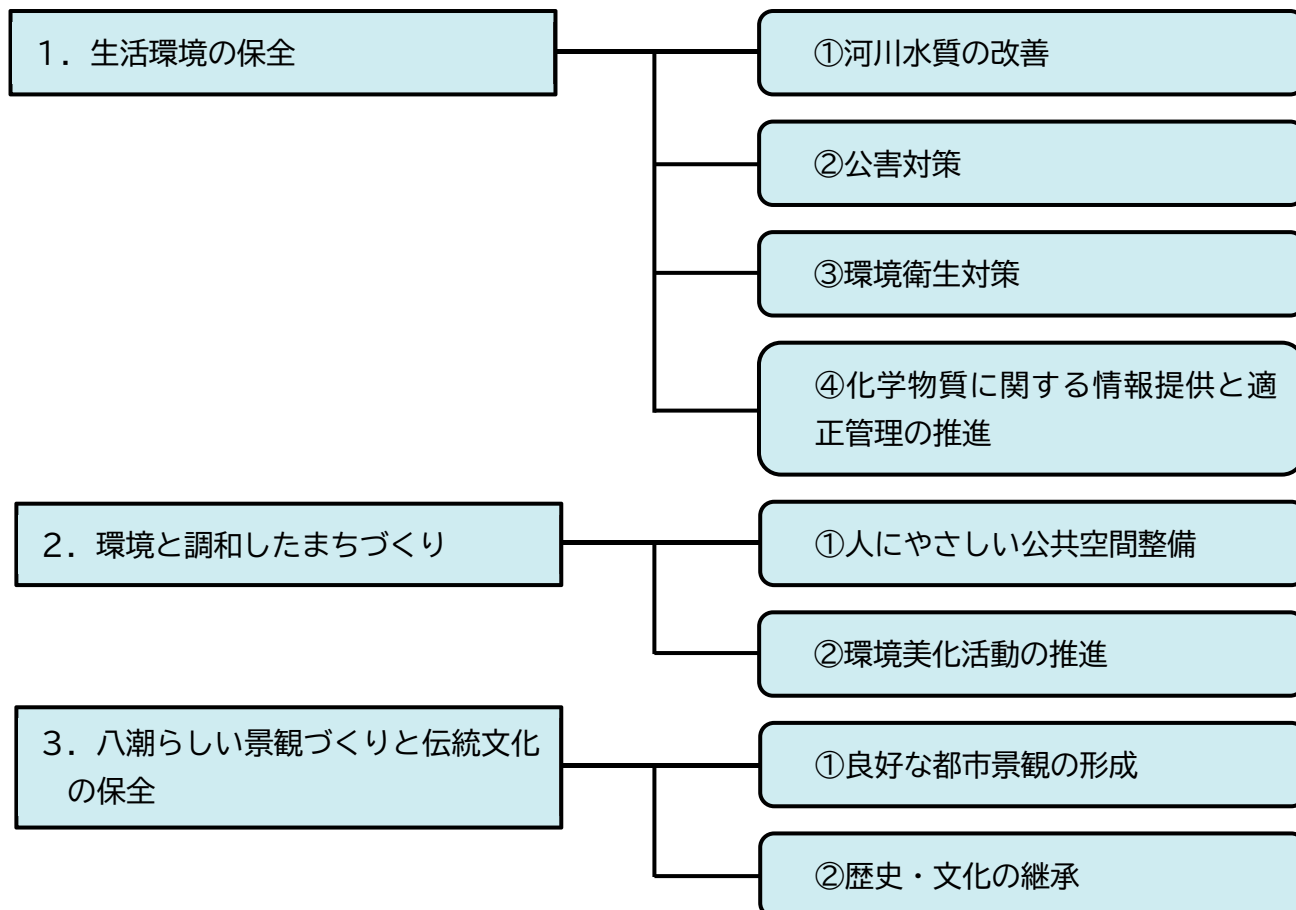 １．生活環境の保全
①河川水質の改善
②公害対策
③環境衛生対策
④化学物質に関する情報提供と適
正管理の推進
２．環境と調和したまちづくり
①人にやさしい公共空間整備
②環境美化活動の推進
３．八潮らしい景観づくりと伝統文化
の保全
①良好な都市景観の形成
②歴史・文化の継承